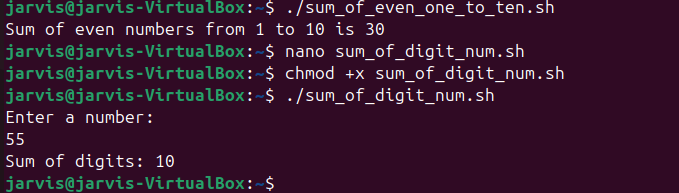 jarvis@jarvis-VirtualBox:~$ ./sum_of_even_one_to_ten.sh
Sum of even numbers from 1 to 10 is 30
jarvis@jarvis-VirtualBox:~$ nano sum_of_digit_num.sh
jarvis@jarvis-VirtualBox:~$ chmod +x sum_of_digit_num.sh
jarvis@jarvis-VirtualBox:~$ ./sum_of_digit_num.sh
Enter a number:
55
Sum of digits: 10
jarvis@jarvis-VirtualBox:~$